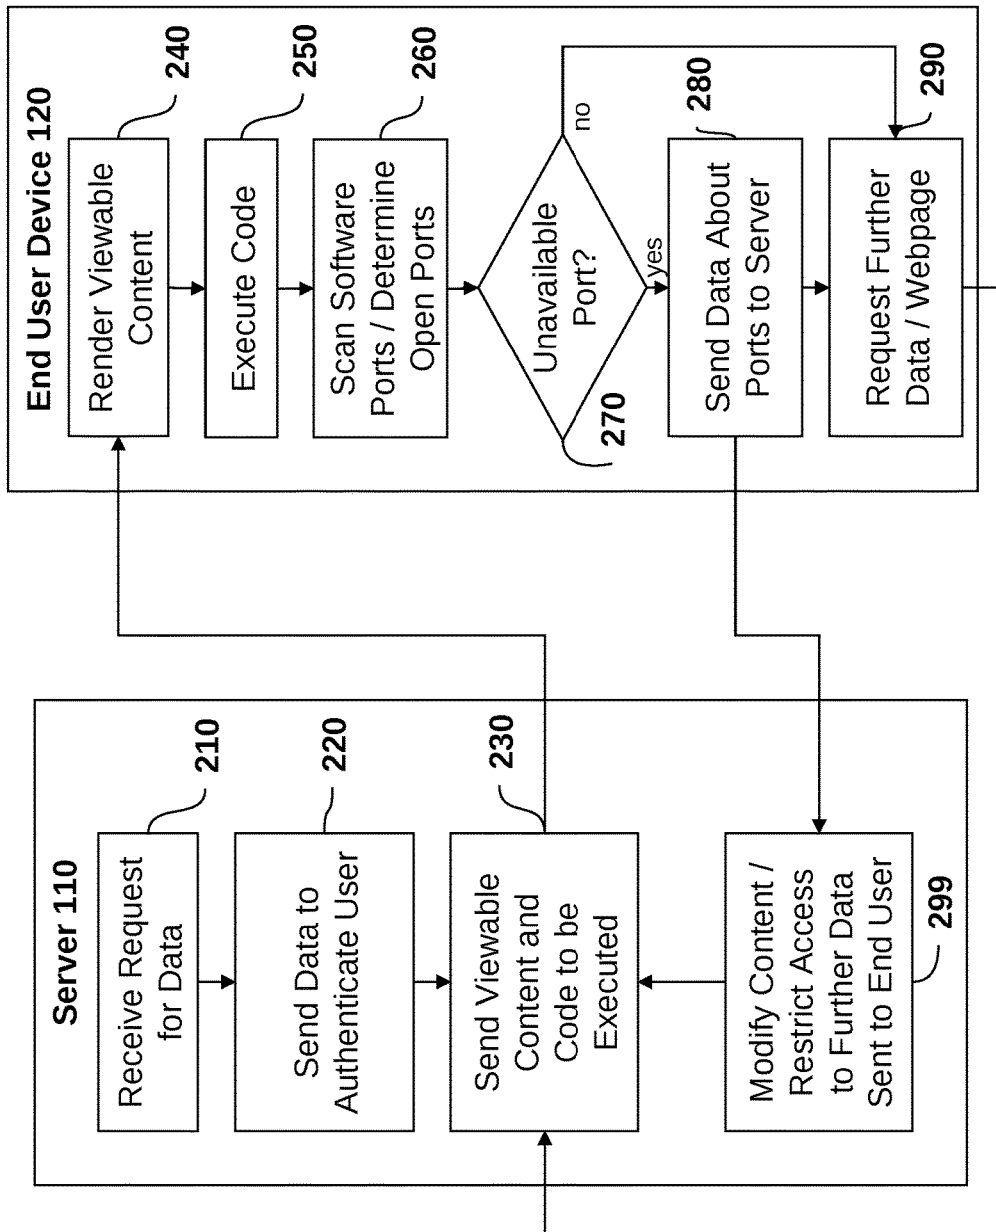 Server 110
Receive Request
for Data
210
Send Data to
Authenticate User
220
Send Viewable
Content and
Code to be
Executed
230
Modify Content /
Restrict Access
to Further Data
Sent to End User
299
End User Device 120
Render Viewable
Content
240
Execute Code
250
Scan Software
Ports / Determine
Open Ports
260
Unavailable
Port?
270
no
yes
Send Data About
Ports to Server
280
Request Further
Data / Webpage
290